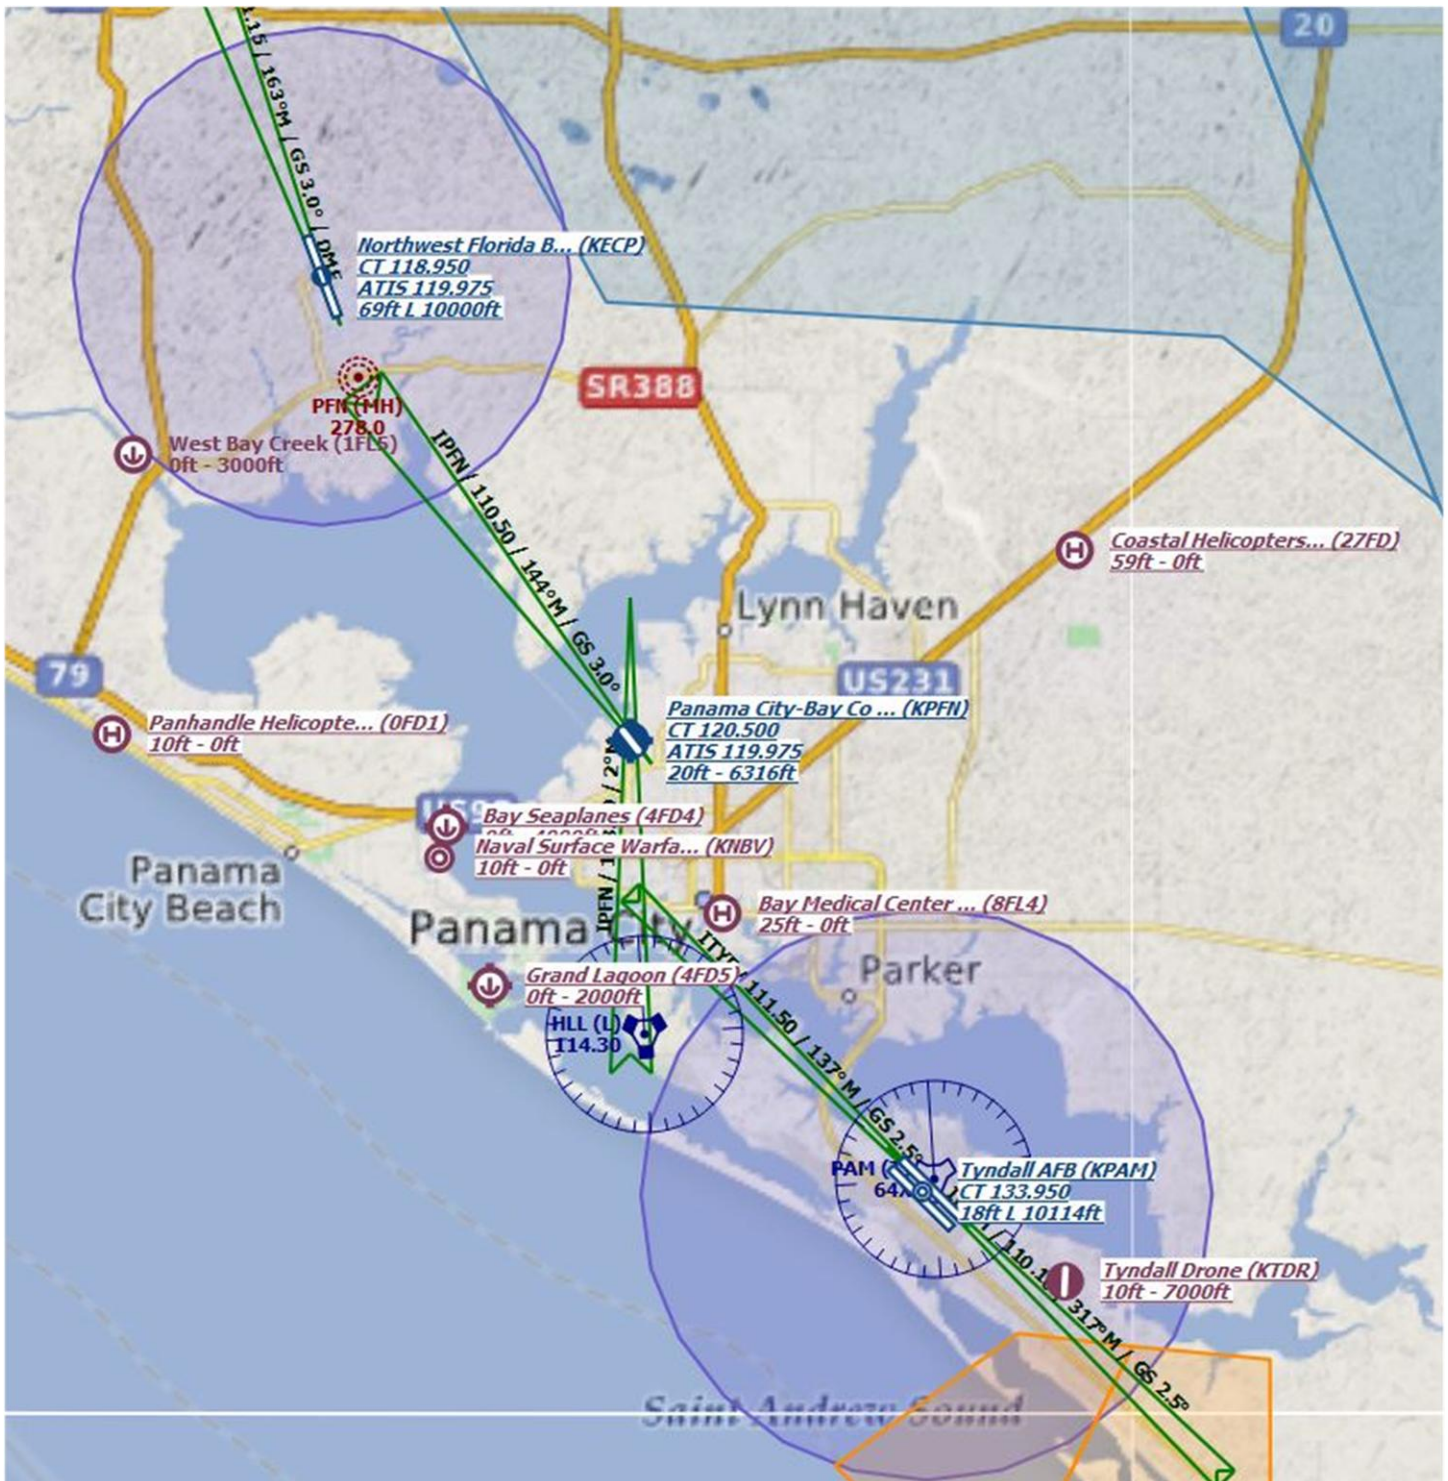 20
.15 / 163°M / GS 3.0° / DME
Northwest Florida B... (KECP)
CT 118.950
ATIS 119.975
69ft L 10000ft
SR388
PFN (MH)
278.0
West Bay Creek (1FL5)
0ft - 3000ft
IPFN / 110.50 / 144°M / GS 3.0°
Coastal Helicopters... (27FD)
59ft - 0ft
Lynn Haven
79
US231
Panhandle Helicopte... (0FD1)
10ft - 0ft
Panama City-Bay Co ... (KPFN)
CT 120.500
ATIS 119.975
20ft - 6316ft
IPFN / / 2°M
Bay Seaplanes (4FD4)
Naval Surface Warfa... (KNBV)
10ft - 0ft
Panama
City Beach
Bay Medical Center ... (8FL4)
25ft - 0ft
Panama City
Parker
Grand Lagoon (4FD5)
0ft - 2000ft
HLL (L)
114.30
111.50 / 137°M / GS 2.5°
PAM
Tyndall AFB (KPAM)
CT 133.950
18ft L 10114ft
317°M / GS 2.5°
Tyndall Drone (KTDR)
10ft - 7000ft
Saint Andrew Sound